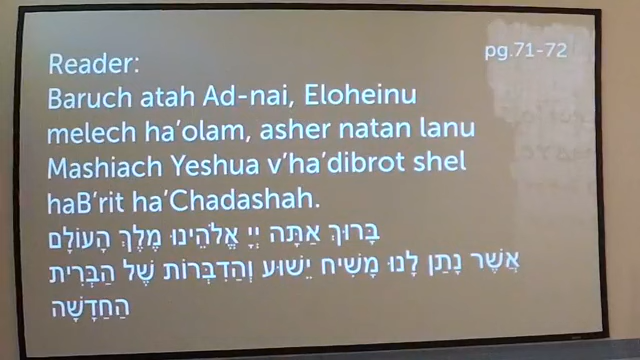 pg.71-72
Reader:
Baruch atah Ad-nai, Eloheinu
melech ha'olam, asher natan lanu
Mashiach Yeshua v'ha'dibrot shel
haB'rit ha'Chadashah.
בָּרוּךְ אַתָּה יְיָ אֱלֹהֵינוּ מֶלֶךְ הָעוֹלָם
אֲשֶׁר נָתַן לָנוּ מָשִׁיחַ יֵשׁוּעַ וְהַדִּבְּרוֹת שֶׁל הַבְּרִית
הַחֲדָשָׁה